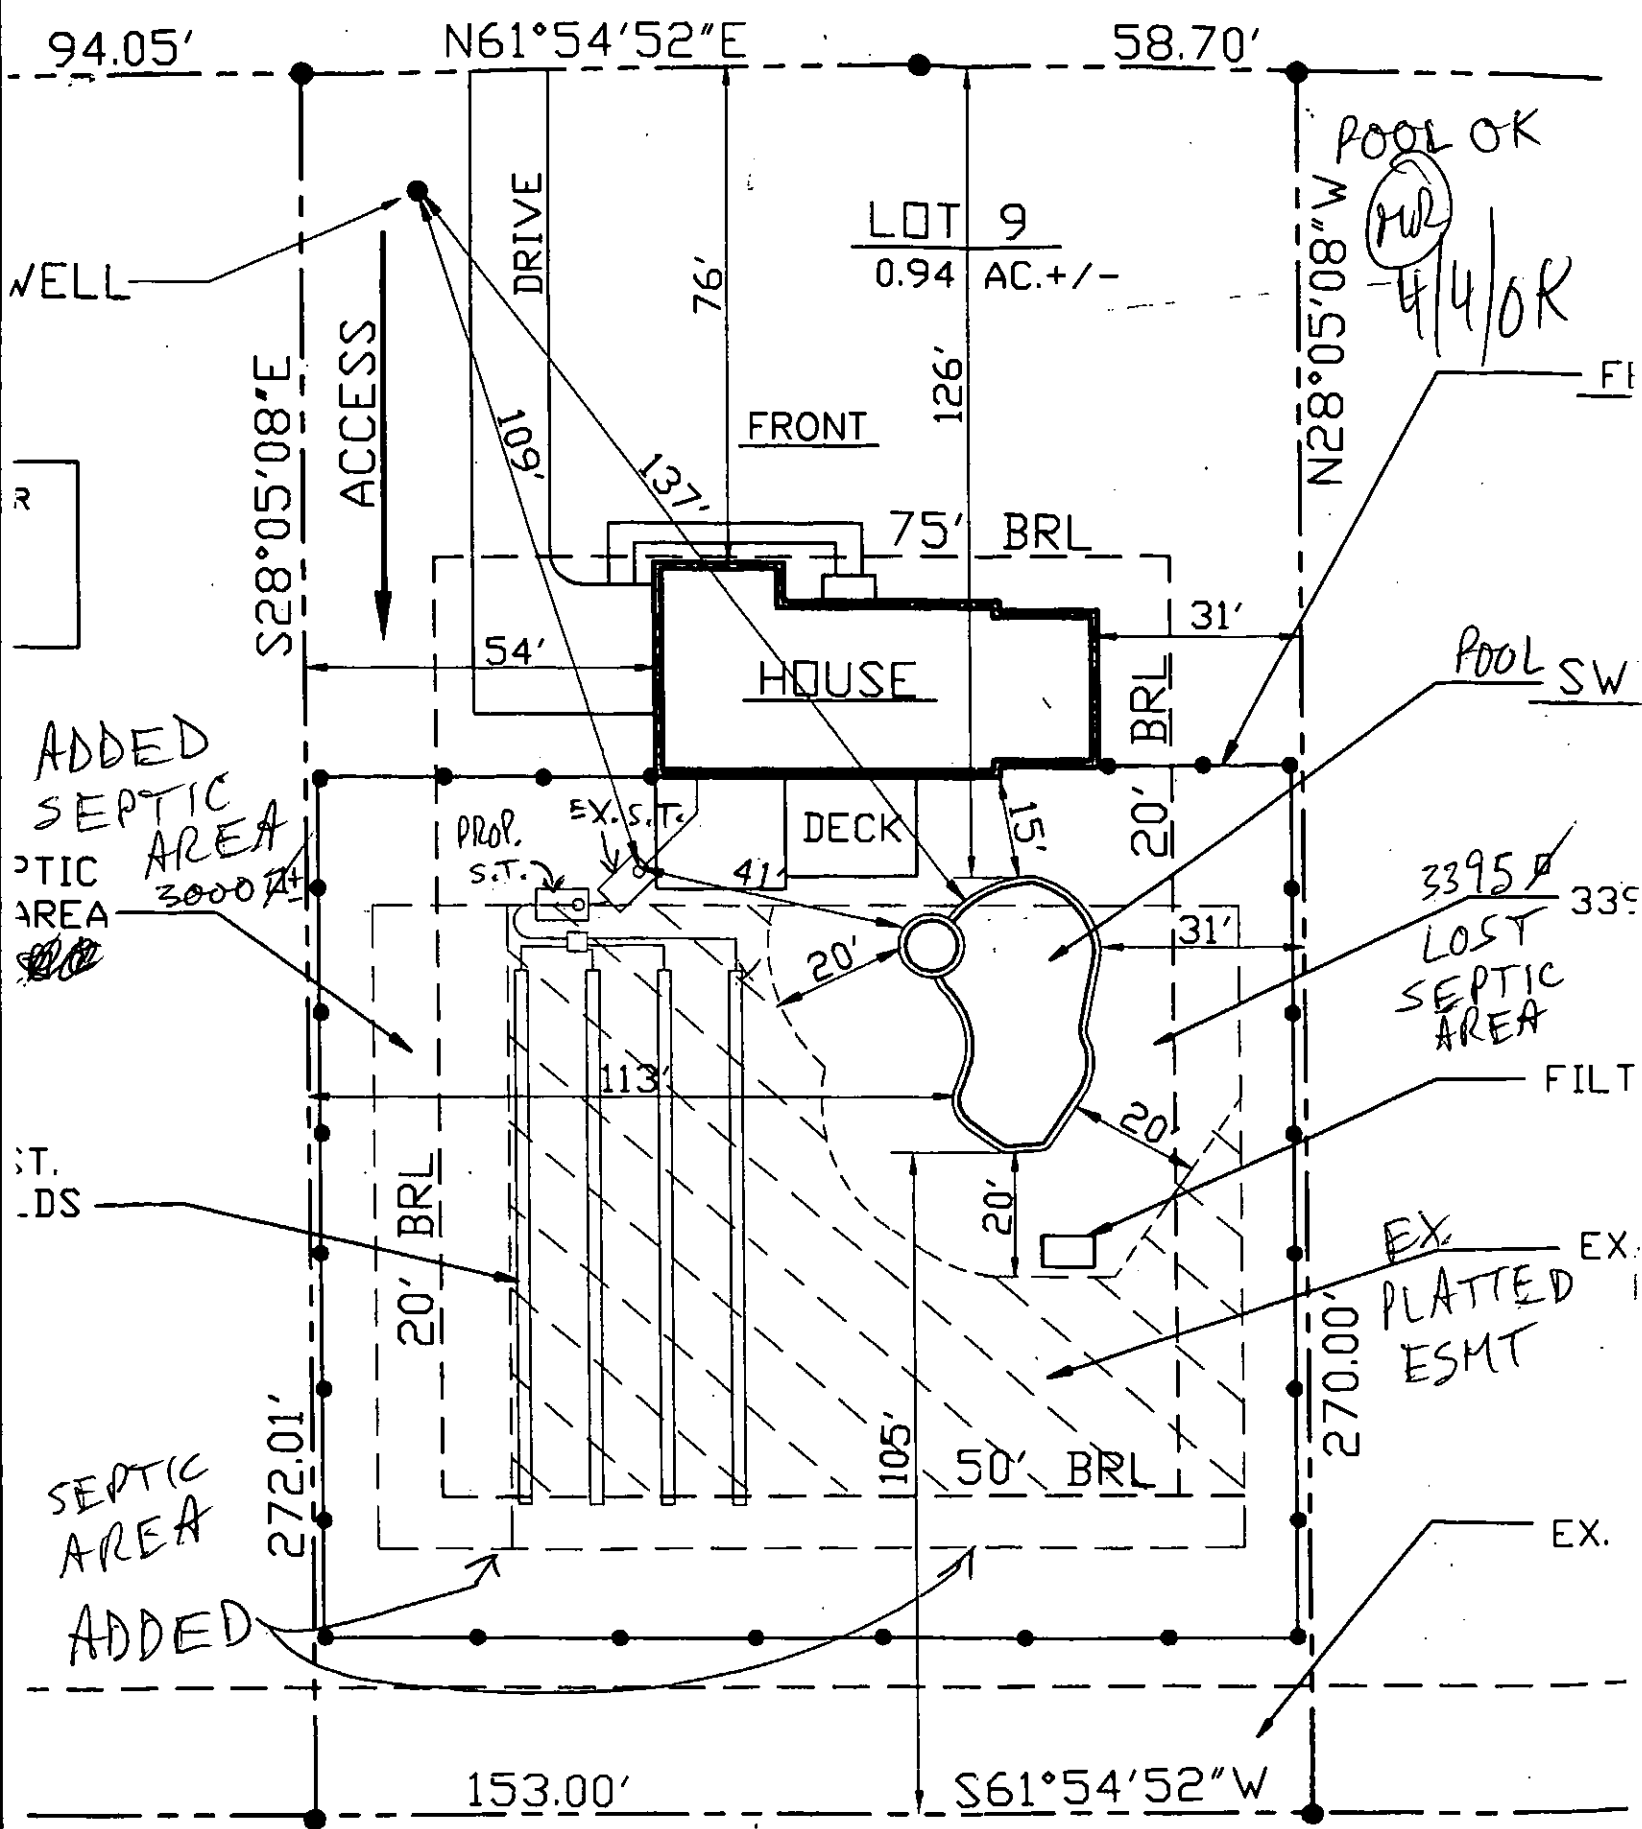 94.05'
N61°54'52"E
58.70'
POOL OK
MR
4/4/OK
LOT 9
0.94 AC.+/-
DRIVE
WELL
ACCESS
76'
126'
N28°05'08"W
S28°05'08"E
109'
137'
FRONT
75' BRL
R
FE
54'
HOUSE
31'
BRL
20'
POOL SW
ADDED
SEPTIC
AREA
3000 ±
PTIC
AREA
PROP.
S.T.
EX. S.T.
DECK
41'
15'
20'
31'
3395
339
LOST
SEPTIC
AREA
113'
FILT
20'
20'
ST.
LDS
20' BRL
EX.
EX.
PLATTED
ESMT
272.01'
270.00'
105'
50' BRL
SEPTIC
AREA
ADDED
EX.
153.00'
S61°54'52"W